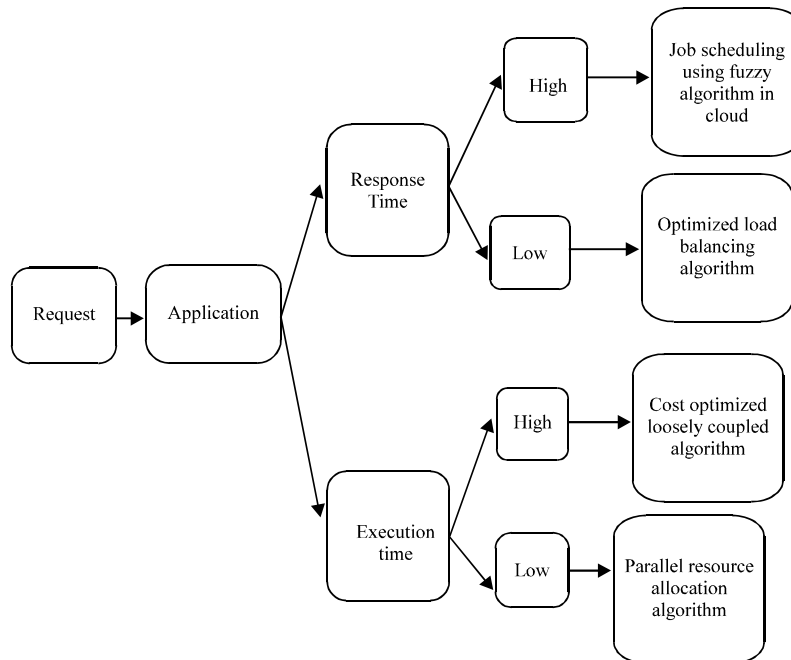 Request
Application
Response
Time
High
Job scheduling
using fuzzy
algorithm in
cloud
Low
Optimized load
balancing
algorithm
Execution
time
High
Cost optimized
loosely coupled
algorithm
Low
Parallel resource
allocation
algorithm